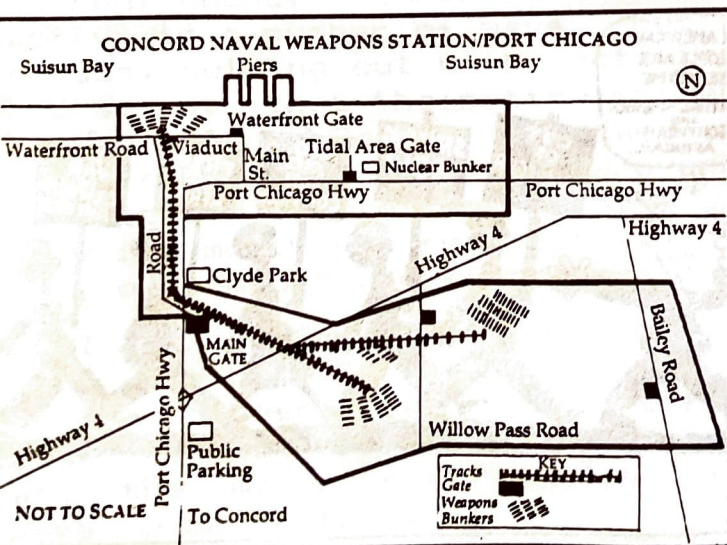 CONCORD NAVAL WEAPONS STATION/PORT CHICAGO
Suisun Bay
Piers
Suisun Bay
N
Waterfront Gate
Waterfront Road
Viaduct
Main
St.
Tidal Area Gate
Nuclear Bunker
Port Chicago Hwy
Port Chicago Hwy
Highway 4
Highway 4
Road
Clyde Park
MAIN
GATE
Bailey Road
Port Chicago Hwy
Highway 4
Willow Pass Road
Public
Parking
KEY
Tracks
Gate
Weapons
Bunkers
NOT TO SCALE
To Concord